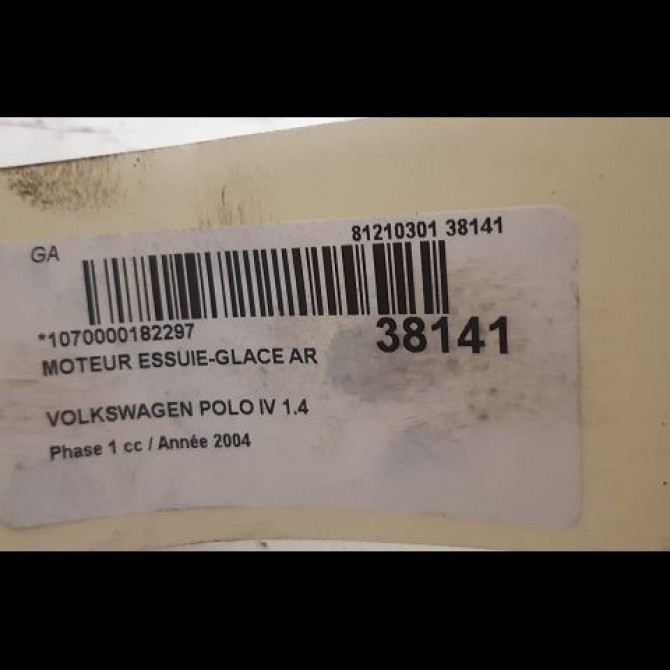 81210301 38141
GA
*1070000182297
38141
MOTEUR ESSUIE-GLACE AR
VOLKSWAGEN POLO IV 1.4
Phase 1 cc / Année 2004